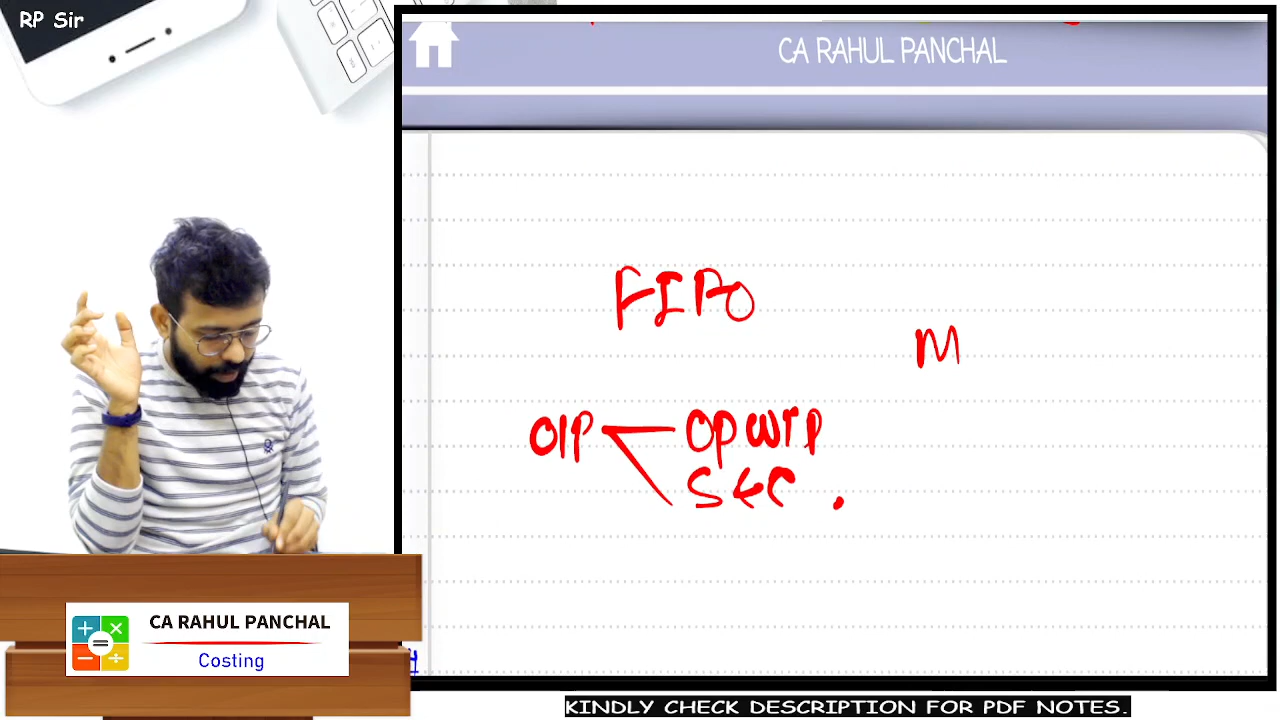 RP Sir
CA RAHUL PANCHAL
FIFO
M
O/P OP WIP
S & C .
CA RAHUL PANCHAL
Costing
KINDLY CHECK DESCRIPTION FOR PDF NOTES.